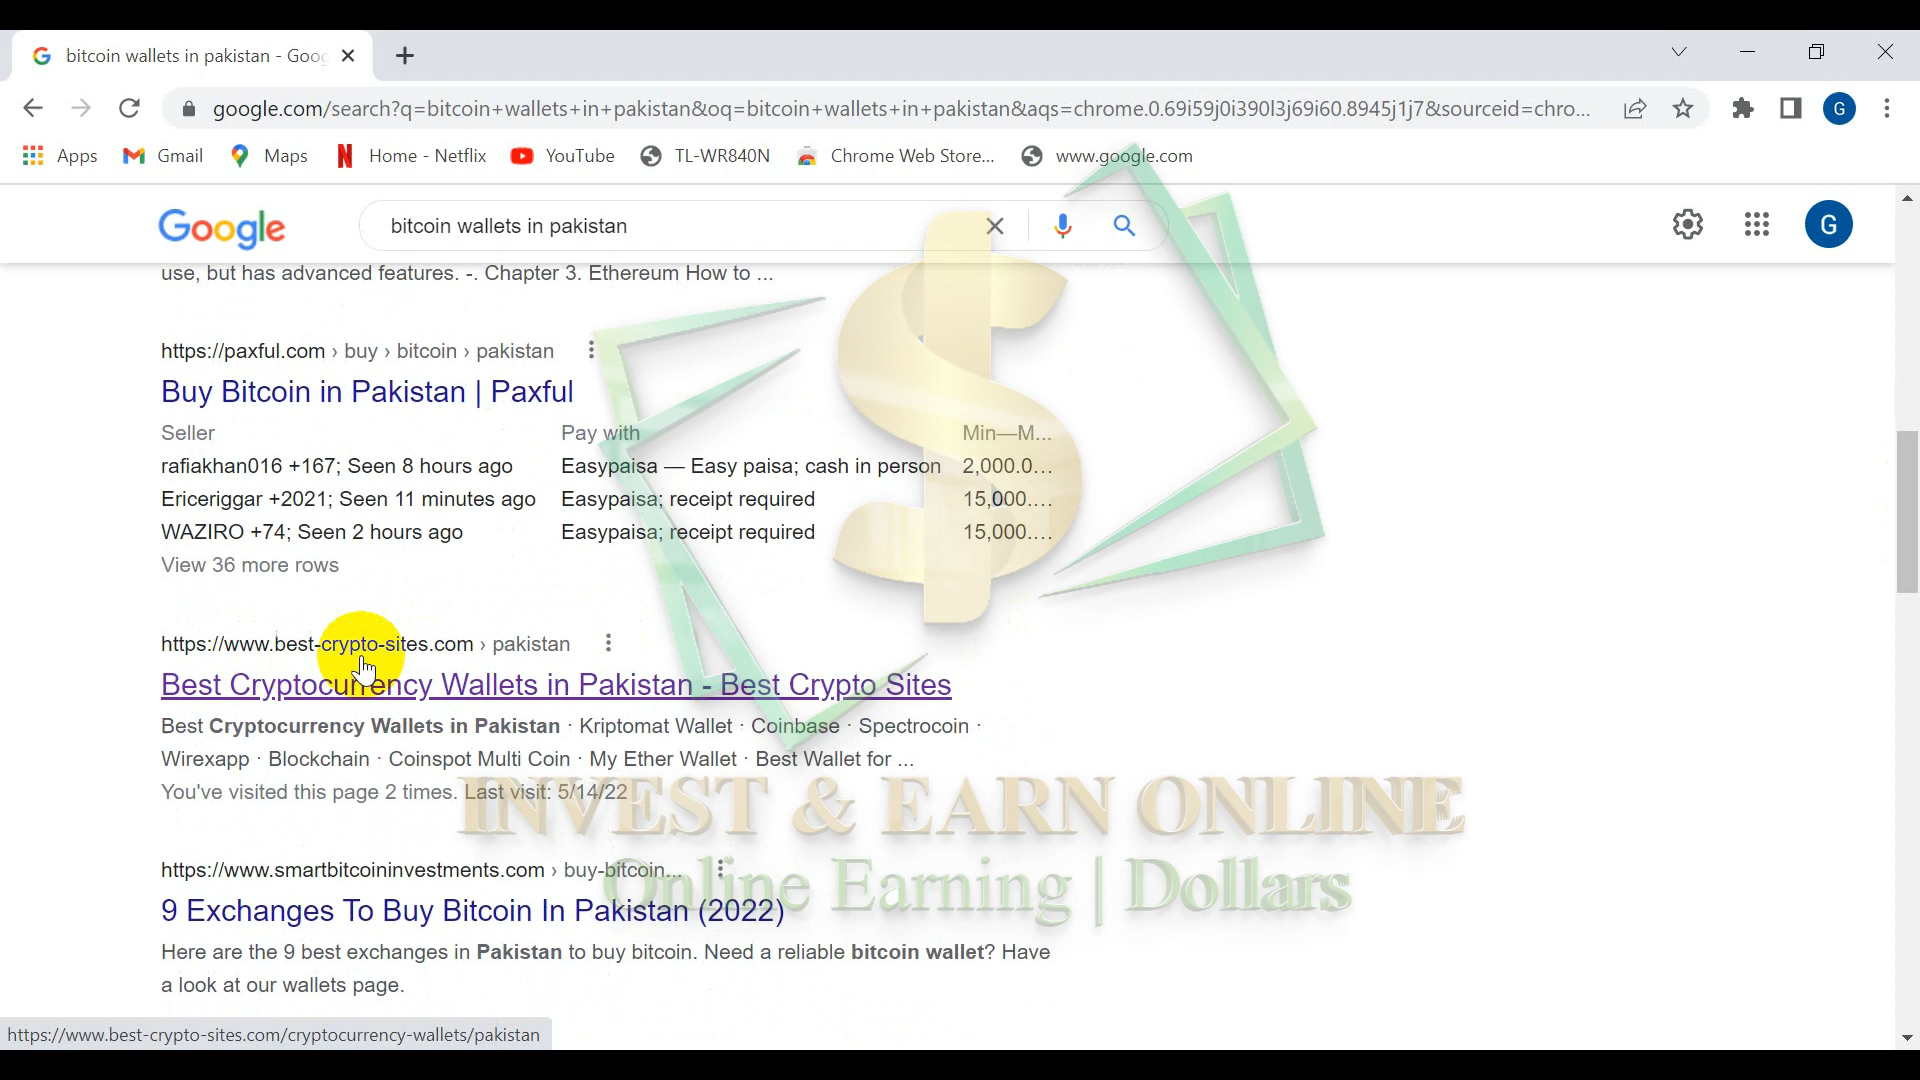 bitcoin wallets in pakistan - Goog
google.com/search?q=bitcoin+wallets+in+pakistan&oq=bitcoin+wallets+in+pakistan&aqs=chrome.0.69i59j0i390l3j69i60.8945j1j7&sourceid=chro...
G
Apps Gmail Maps Home - Netflix YouTube TL-WR840N Chrome Web Store... www.google.com
Google bitcoin wallets in pakistan G
use, but has advanced features. -. Chapter 3. Ethereum How to ...
https://paxful.com › buy › bitcoin › pakistan
Buy Bitcoin in Pakistan | Paxful
Seller Pay with Min—M...
rafiakhan016 +167; Seen 8 hours ago Easypaisa — Easy paisa; cash in person 2,000.0...
Ericeriggar +2021; Seen 11 minutes ago Easypaisa; receipt required 15,000....
WAZIRO +74; Seen 2 hours ago Easypaisa; receipt required 15,000....
View 36 more rows
https://www.best-crypto-sites.com › pakistan
Best Cryptocurrency Wallets in Pakistan - Best Crypto Sites
Best Cryptocurrency Wallets in Pakistan · Kriptomat Wallet · Coinbase · Spectrocoin ·
Wirexapp · Blockchain · Coinspot Multi Coin · My Ether Wallet · Best Wallet for ...
You've visited this page 2 times. Last visit: 5/14/22
INVEST & EARN ONLINE
Online Earning | Dollars
https://www.smartbitcoininvestments.com › buy-bitcoin...
9 Exchanges To Buy Bitcoin In Pakistan (2022)
Here are the 9 best exchanges in Pakistan to buy bitcoin. Need a reliable bitcoin wallet? Have
a look at our wallets page.
https://www.best-crypto-sites.com/cryptocurrency-wallets/pakistan